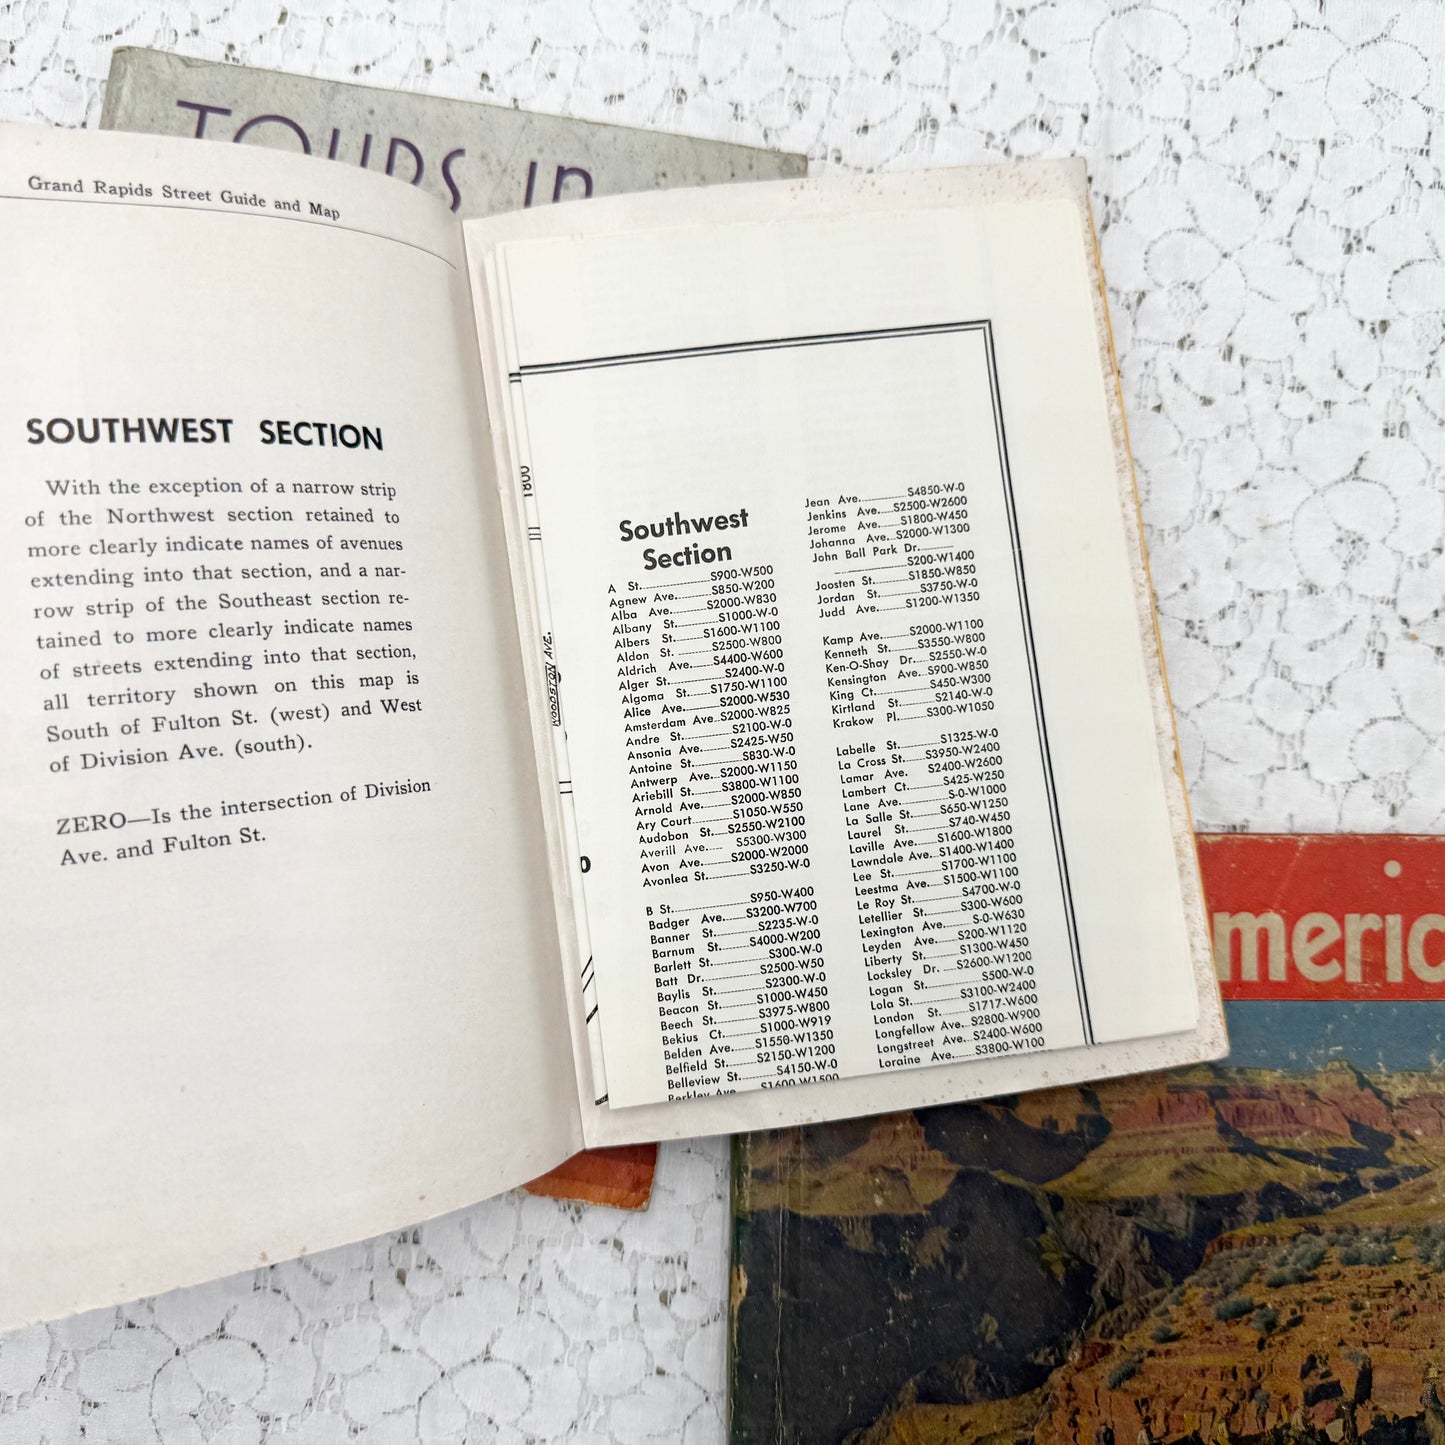 TOURS IN
Grand Rapids Street Guide and Map
SOUTHWEST SECTION
With the exception of a narrow strip
of the Northwest section retained to
more clearly indicate names of avenues
extending into that section, and a nar-
row strip of the Southeast section re-
tained to more clearly indicate names
of streets extending into that section,
all territory shown on this map is
South of Fulton St. (west) and West
of Division Ave. (south).
ZERO—Is the intersection of Division
Ave. and Fulton St.
1800
WOODSTON AVE.
Southwest
Section
A St. S900-W500
Agnew Ave. S850-W200
Alba Ave. S2000-W830
Albany St. S1000-W-0
Albers St. S1600-W1100
Aldon St. S2500-W800
Aldrich Ave. S4400-W600
Alger St. S2400-W-0
Algoma St. S1750-W1100
Alice Ave. S2000-W530
Amsterdam Ave. S2000-W825
Andre St. S2100-W-0
Ansonia Ave. S2425-W50
Antoine St. S830-W-0
Antwerp Ave. S2000-W1150
Ariebill St. S3800-W1100
Arnold Ave. S2000-W850
Ary Court S1050-W550
Audobon St. S2550-W2100
Averill Ave. S5300-W300
Avon Ave. S2000-W2000
Avonlea St. S3250-W-0
B St. S950-W400
Badger Ave. S3200-W700
Banner St. S2235-W-0
Barnum St. S4000-W200
Barlett St. S300-W-0
Batt Dr. S2500-W50
Baylis St. S2300-W-0
Beacon St. S1000-W450
Beech St. S3975-W800
Bekius Ct. S1000-W919
Belden Ave. S1550-W1350
Belfield St. S2150-W1200
Belleview St. S4150-W-0
Berkley Ave. S1600-W1500
Jean Ave. S4850-W-0
Jenkins Ave. S2500-W2600
Jerome Ave. S1800-W450
Johanna Ave. S2000-W1300
John Ball Park Dr.
S200-W1400
Joosten St. S1850-W850
Jordan St. S3750-W-0
Judd Ave. S1200-W1350
Kamp Ave. S2000-W1100
Kenneth St. S3550-W800
Ken-O-Shay Dr. S2550-W-0
Kensington Ave. S900-W850
King Ct. S450-W300
Kirtland St. S2140-W-0
Krakow Pl. S300-W1050
Labelle St. S1325-W-0
La Cross St. S3950-W2400
Lamar Ave. S2400-W2600
Lambert Ct. S425-W250
Lane Ave. S-0-W1000
La Salle St. S650-W1250
Laurel St. S740-W450
Laville Ave. S1600-W1800
Lawndale Ave. S1400-W1400
Lee St. S1700-W1100
Leestma Ave. S1500-W1100
Le Roy St. S4700-W-0
Letellier St. S300-W600
Lexington Ave. S-0-W630
Leyden Ave. S200-W1120
Liberty St. S1300-W450
Locksley Dr. S2600-W1200
Logan St. S500-W-0
Lola St. S3100-W2400
London St. S1717-W600
Longfellow Ave. S2800-W900
Longstreet Ave. S2400-W600
Loraine Ave. S3800-W100
meric